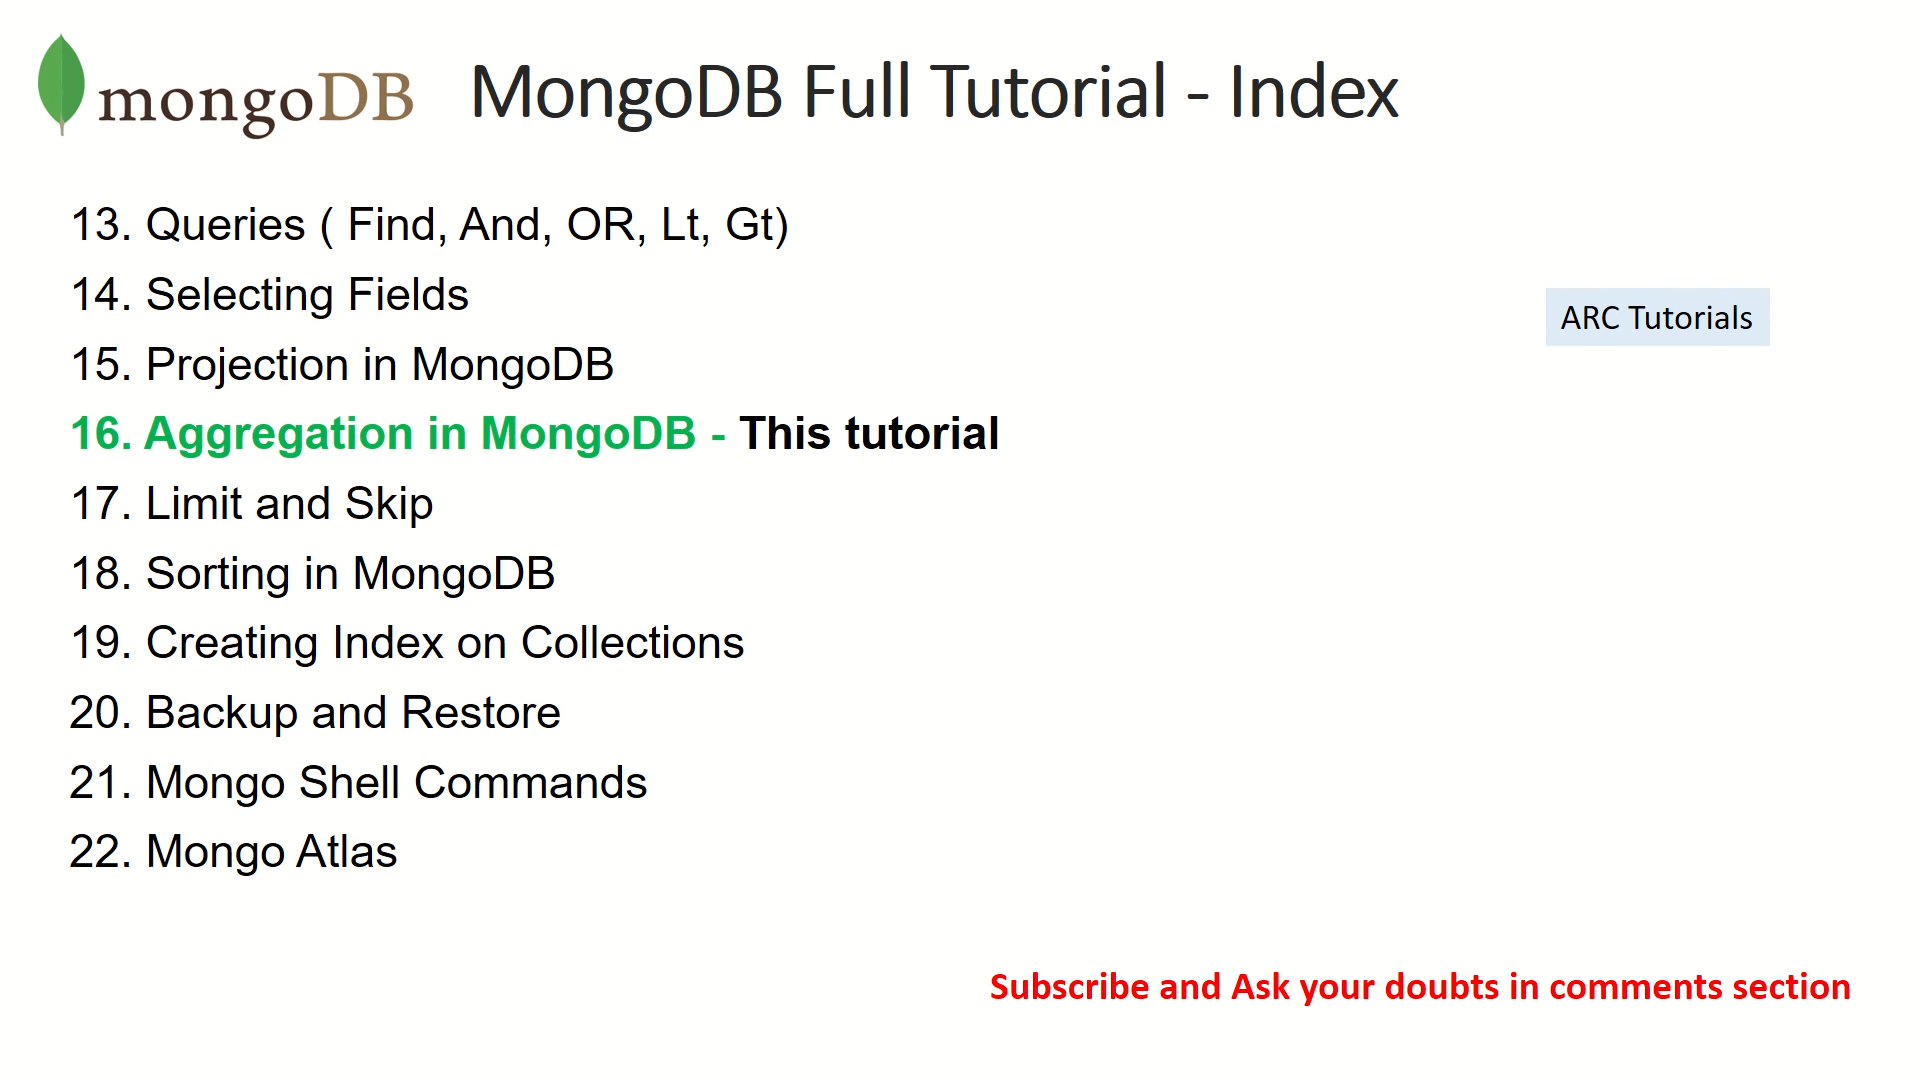 mongoDB
MongoDB Full Tutorial - Index
13. Queries ( Find, And, OR, Lt, Gt)
14. Selecting Fields
ARC Tutorials
15. Projection in MongoDB
16. Aggregation in MongoDB - This tutorial
17. Limit and Skip
18. Sorting in MongoDB
19. Creating Index on Collections
20. Backup and Restore
21. Mongo Shell Commands
22. Mongo Atlas
Subscribe and Ask your doubts in comments section